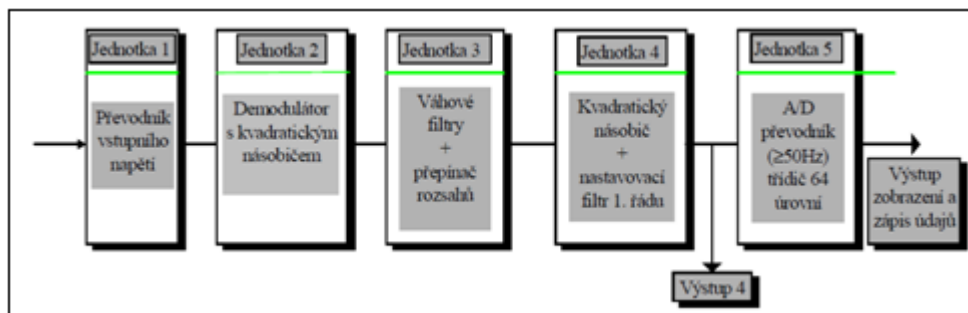 Jednotka 1
Převodník
vstupního
napětí
Jednotka 2
Demodulátor
s kvadratickým
násobičem
Jednotka 3
Váhové
filtry
+
přepínač
rozsahů
Jednotka 4
Kvadratický
násobič
+
nastavovací
filtr 1. řádu
Jednotka 5
A/D
převodník
(≥50Hz)
třídič 64
úrovní
Výstup
zobrazení a
zápis údajů
Výstup 4